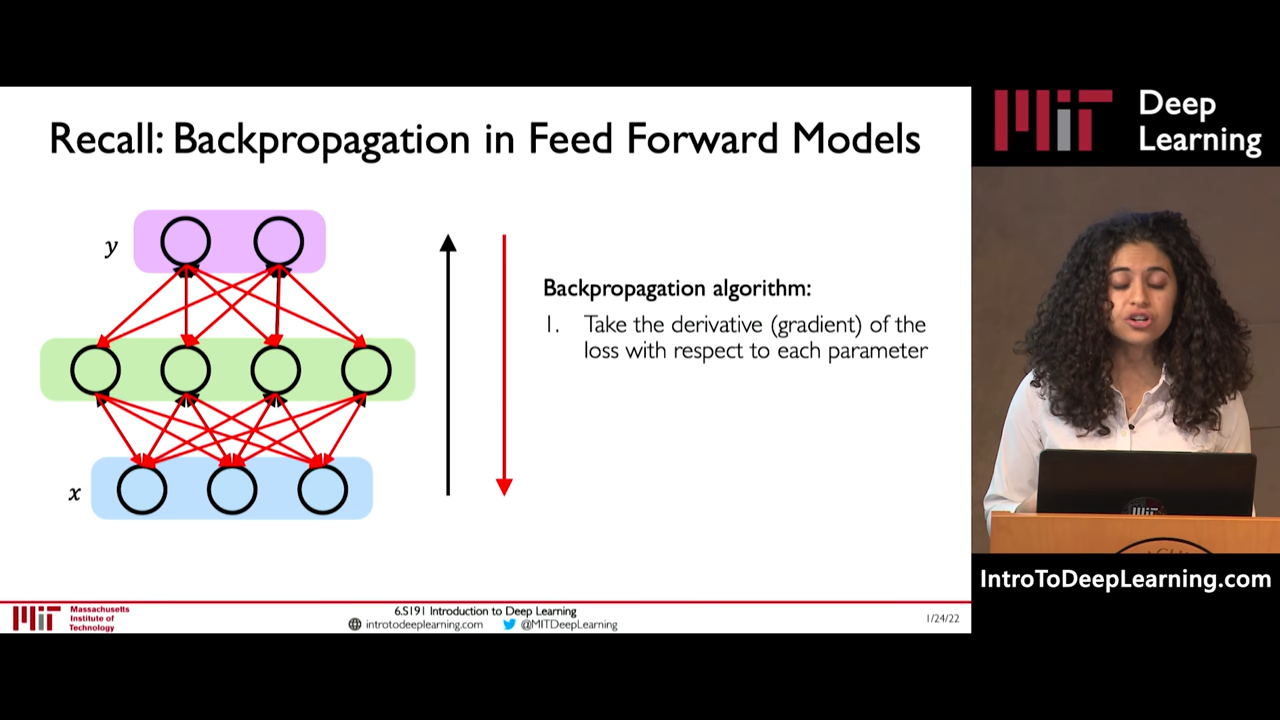 Recall: Backpropagation in Feed Forward Models
y
x
Backpropagation algorithm:
1. Take the derivative (gradient) of the
loss with respect to each parameter
Massachusetts
Institute of
Technology
6.S191 Introduction to Deep Learning
introtodeeplearning.com
@MITDeepLearning
1/24/22
MIT
Deep
Learning
MIT
IntroToDeepLearning.com